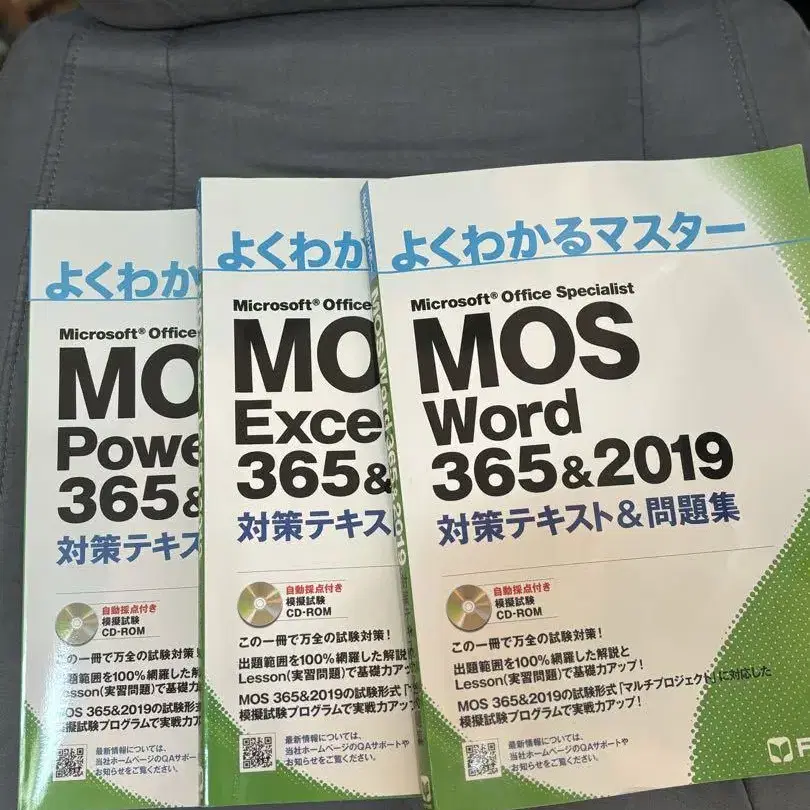 よくわか
Microsoft® Office
MO
Powe
365&
対策テキス
自動採点付き
模擬試験
CD-ROM
この一冊で万全の試験対策!
出題範囲を100%網羅した解
Lesson(実習問題)で基礎力
MOS 365&2019の試験形式
模擬試験プログラムで実戦力
最新情報については、
当社ホームページのQAサポートや
お知らせをご覧ください。
よくわか
Microsoft® Office
MO
Exce
365&
対策テキス
自動採点付き
模擬試験
CD-ROM
この一冊で万全の試験対策!
出題範囲を100%網羅した解説
Lesson(実習問題)で基礎力ア
MOS 365&2019の試験形式「
模擬試験プログラムで実戦力アッ
最新情報については、
当社ホームページのQAサポートや
お知らせをご覧ください。
MOS Word 365&2019
よくわかるマスター
Microsoft® Office Specialist
MOS
Word
365&2019
対策テキスト&問題集
自動採点付き
模擬試験
CD-ROM
この一冊で万全の試験対策!
出題範囲を100%網羅した解説と
Lesson(実習問題)で基礎力アップ!
MOS 365&2019の試験形式「マルチプロジェクト」に対応した
模擬試験プログラムで実戦力アップ!
最新情報については、
当社ホームページのQAサポートや
お知らせをご覧ください。
F